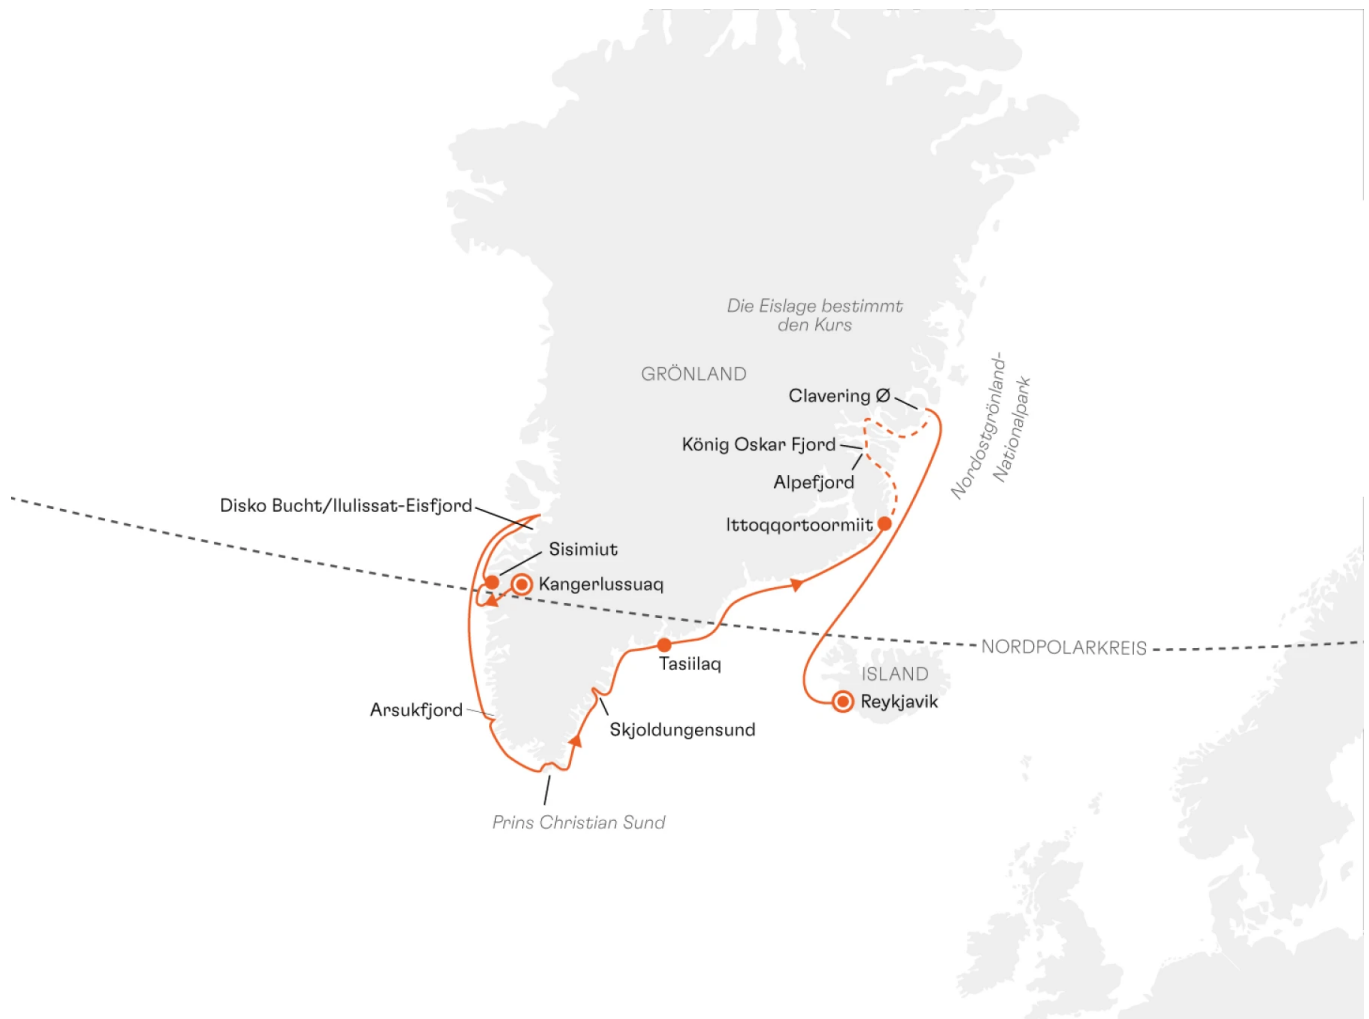 Die Eislage bestimmt
den Kurs
GRÖNLAND
Clavering Ø
Nordostgrönland-
Nationalpark
König Oskar Fjord
Alpefjord
Disko Bucht/Ilulissat-Eisfjord
Ittoqqortoormiit
Sisimiut
Kangerlussuaq
NORDPOLARKREIS
Tasiilaq
ISLAND
Reykjavik
Arsukfjord
Skjoldungensund
Prins Christian Sund